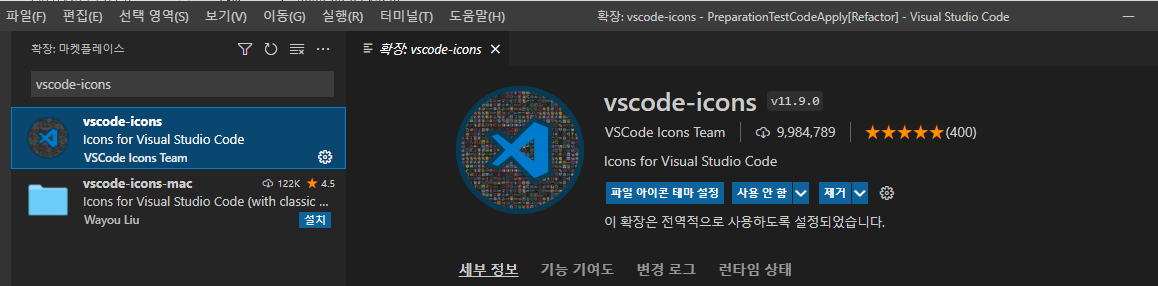 파일(F) 편집(E) 선택 영역(S) 보기(V) 이동(G) 실행(R) 터미널(T) 도움말(H) 확장: vscode-icons - PreparationTestCodeApply[Refactor] - Visual Studio Code
확장: 마켓플레이스
확장: vscode-icons
vscode-icons
vscode-icons
Icons for Visual Studio Code
VSCode Icons Team
vscode-icons-mac 122K 4.5
Icons for Visual Studio Code (with classic ...
Wayou Liu 설치
vscode-icons v11.9.0
VSCode Icons Team 9,984,789 ★★★★★(400)
Icons for Visual Studio Code
파일 아이콘 테마 설정 사용 안 함 제거
이 확장은 전역적으로 사용하도록 설정되었습니다.
세부 정보 기능 기여도 변경 로그 런타임 상태